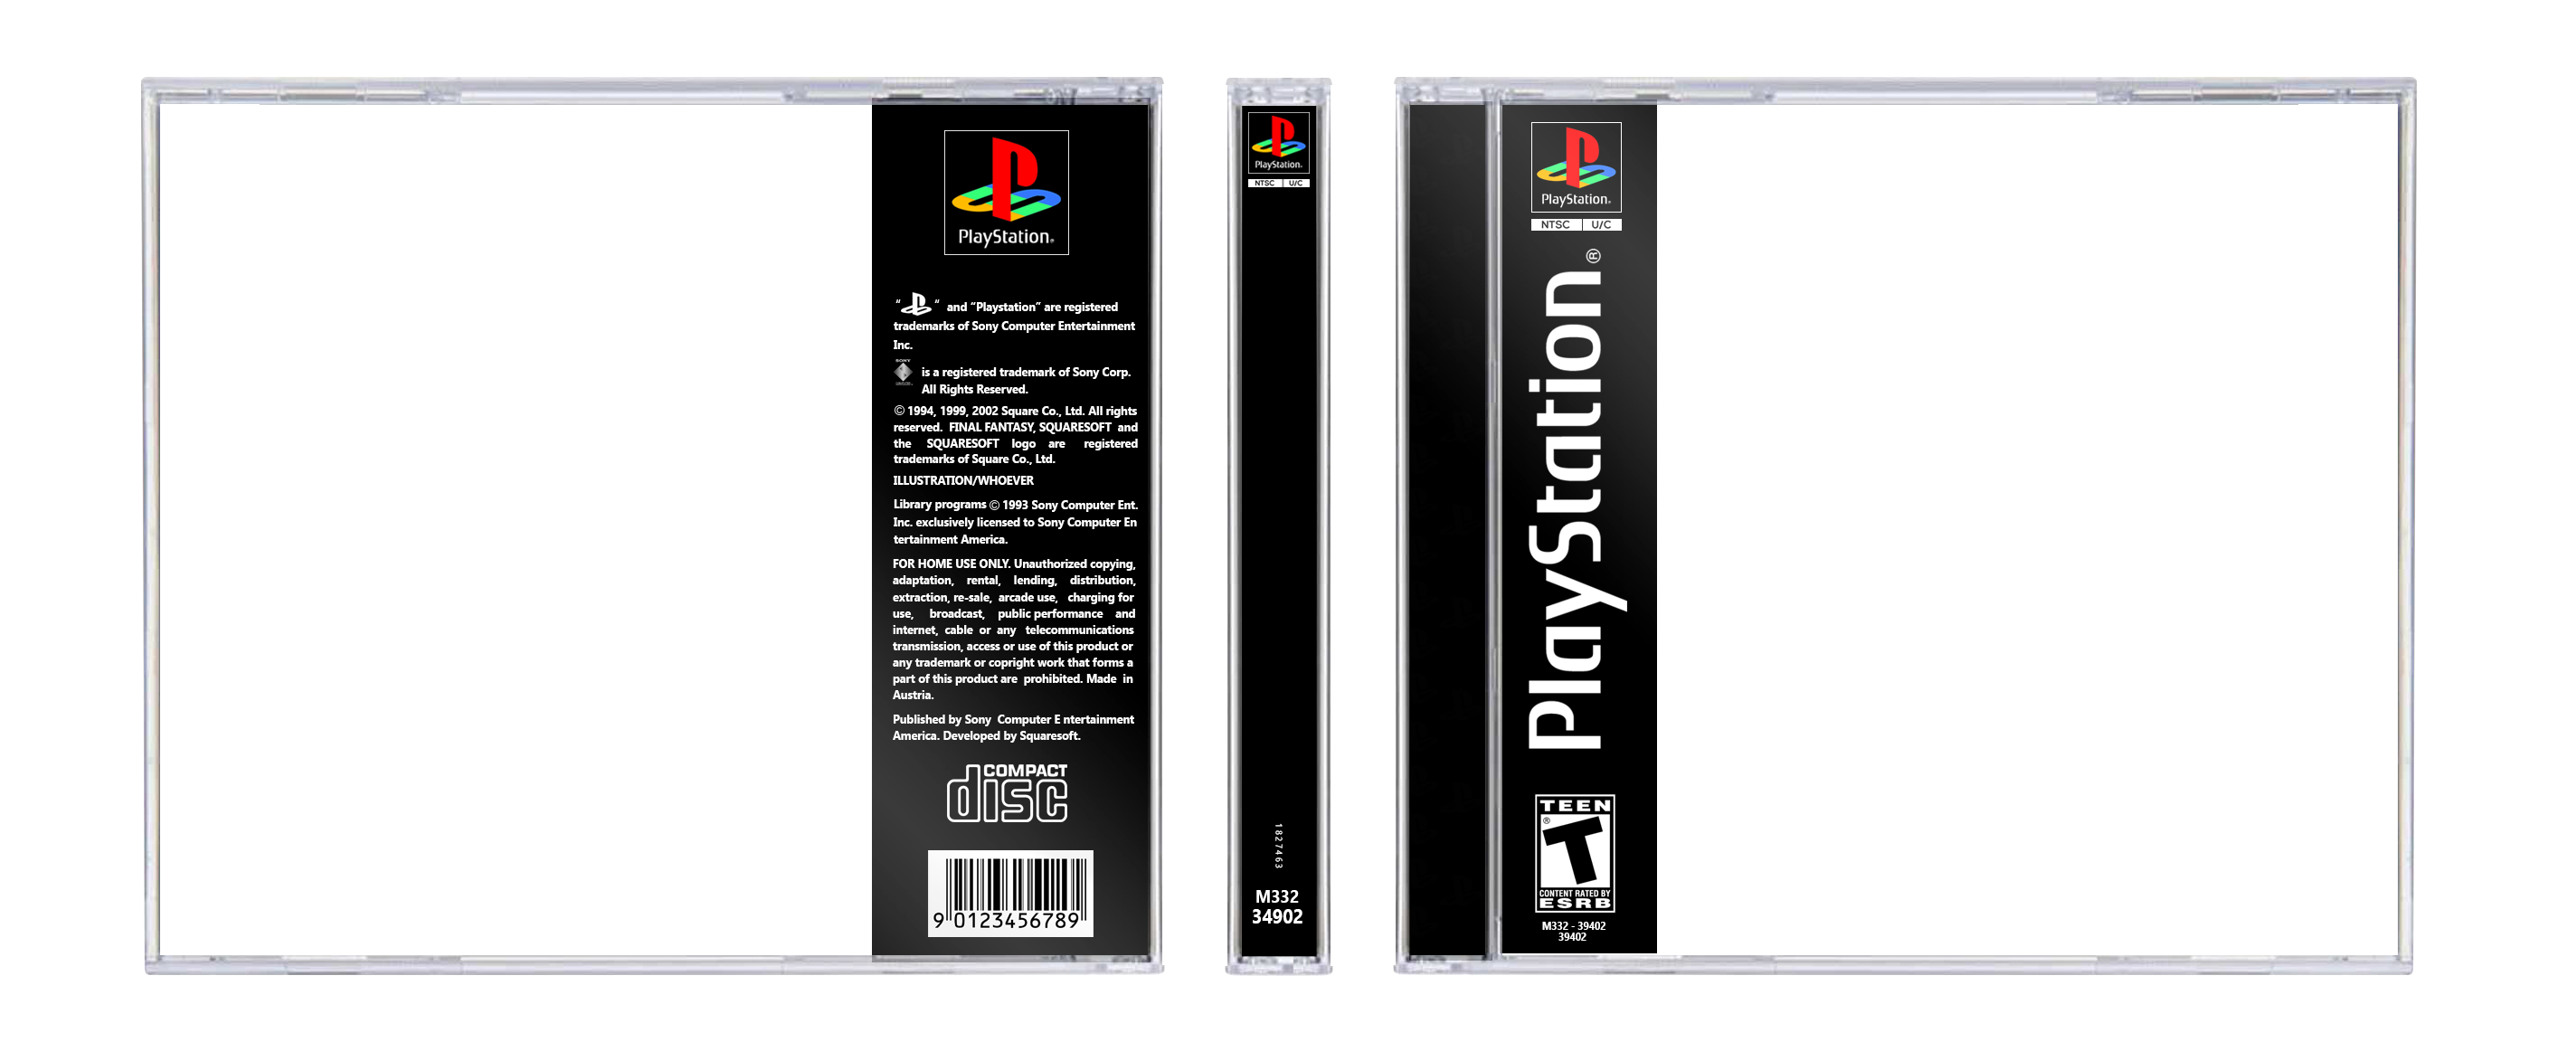 PlayStation®
“ ” and “Playstation” are registered
trademarks of Sony Computer Entertainment
Inc.
SONY
is a registered trademark of Sony Corp.
All Rights Reserved.
© 1994, 1999, 2002 Square Co., Ltd. All rights
reserved. FINAL FANTASY, SQUARESOFT and
the SQUARESOFT logo are registered
trademarks of Square Co., Ltd.
ILLUSTRATION/WHOEVER
Library programs © 1993 Sony Computer Ent.
Inc. exclusively licensed to Sony Computer En
tertainment America.
FOR HOME USE ONLY. Unauthorized copying,
adaptation, rental, lending, distribution,
extraction, re-sale, arcade use, charging for
use, broadcast, public performance and
internet, cable or any telecommunications
transmission, access or use of this product or
any trademark or copright work that forms a
part of this product are prohibited. Made in
Austria.
Published by Sony Computer E ntertainment
America. Developed by Squaresoft.
COMPACT
disc
9 0123456789
PlayStation®
NTSC U/C
1827463
M332
34902
PlayStation®
NTSC U/C
PlayStation®
TEEN
T®
CONTENT RATED BY
ESRB
M332 - 39402
39402